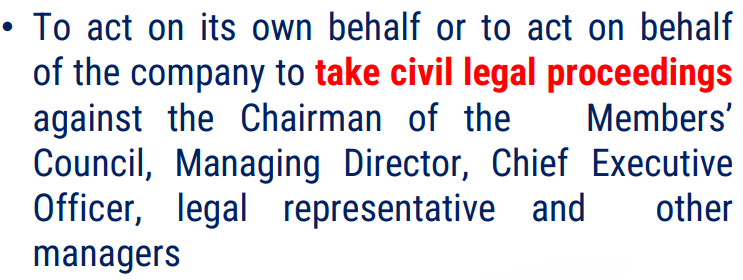 • To act on its own behalf or to act on behalf
of the company to take civil legal proceedings
against the Chairman of the Members’
Council, Managing Director, Chief Executive
Officer, legal representative and other
managers